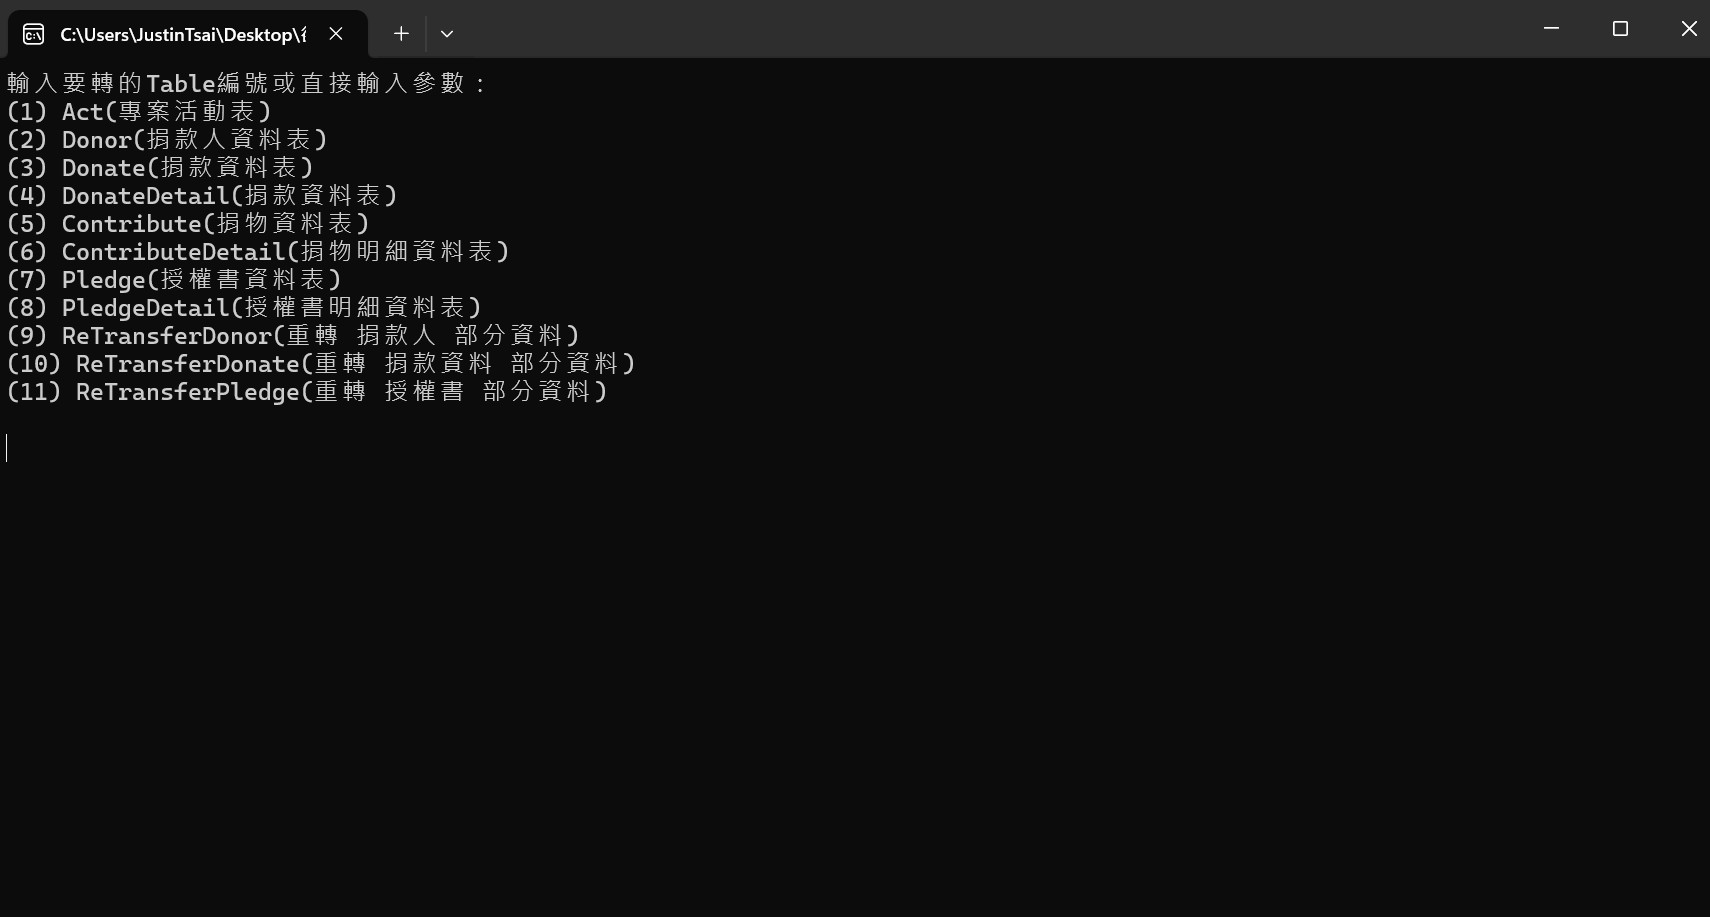 C:\Users\JustinTsai\Desktop\
輸入要轉的Table編號或直接輸入參數：
(1) Act(專案活動表)
(2) Donor(捐款人資料表)
(3) Donate(捐款資料表)
(4) DonateDetail(捐款資料表)
(5) Contribute(捐物資料表)
(6) ContributeDetail(捐物明細資料表)
(7) Pledge(授權書資料表)
(8) PledgeDetail(授權書明細資料表)
(9) ReTransferDonor(重轉 捐款人 部分資料)
(10) ReTransferDonate(重轉 捐款資料 部分資料)
(11) ReTransferPledge(重轉 授權書 部分資料)